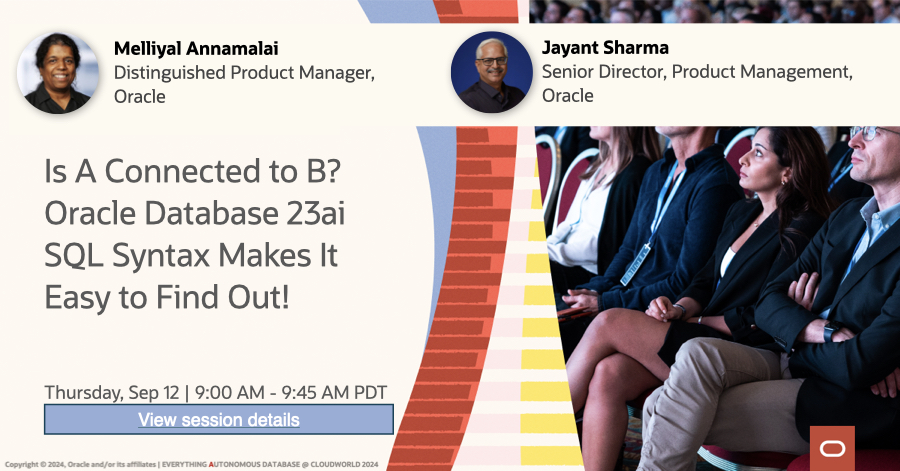 Melliyal Annamalai
Distinguished Product Manager,
Oracle
Jayant Sharma
Senior Director, Product Management,
Oracle
Is A Connected to B?
Oracle Database 23ai
SQL Syntax Makes It
Easy to Find Out!
Thursday, Sep 12 | 9:00 AM - 9:45 AM PDT
View session details
Copyright © 2024, Oracle and/or its affiliates | EVERYTHING AUTONOMOUS DATABASE @ CLOUDWORLD 2024